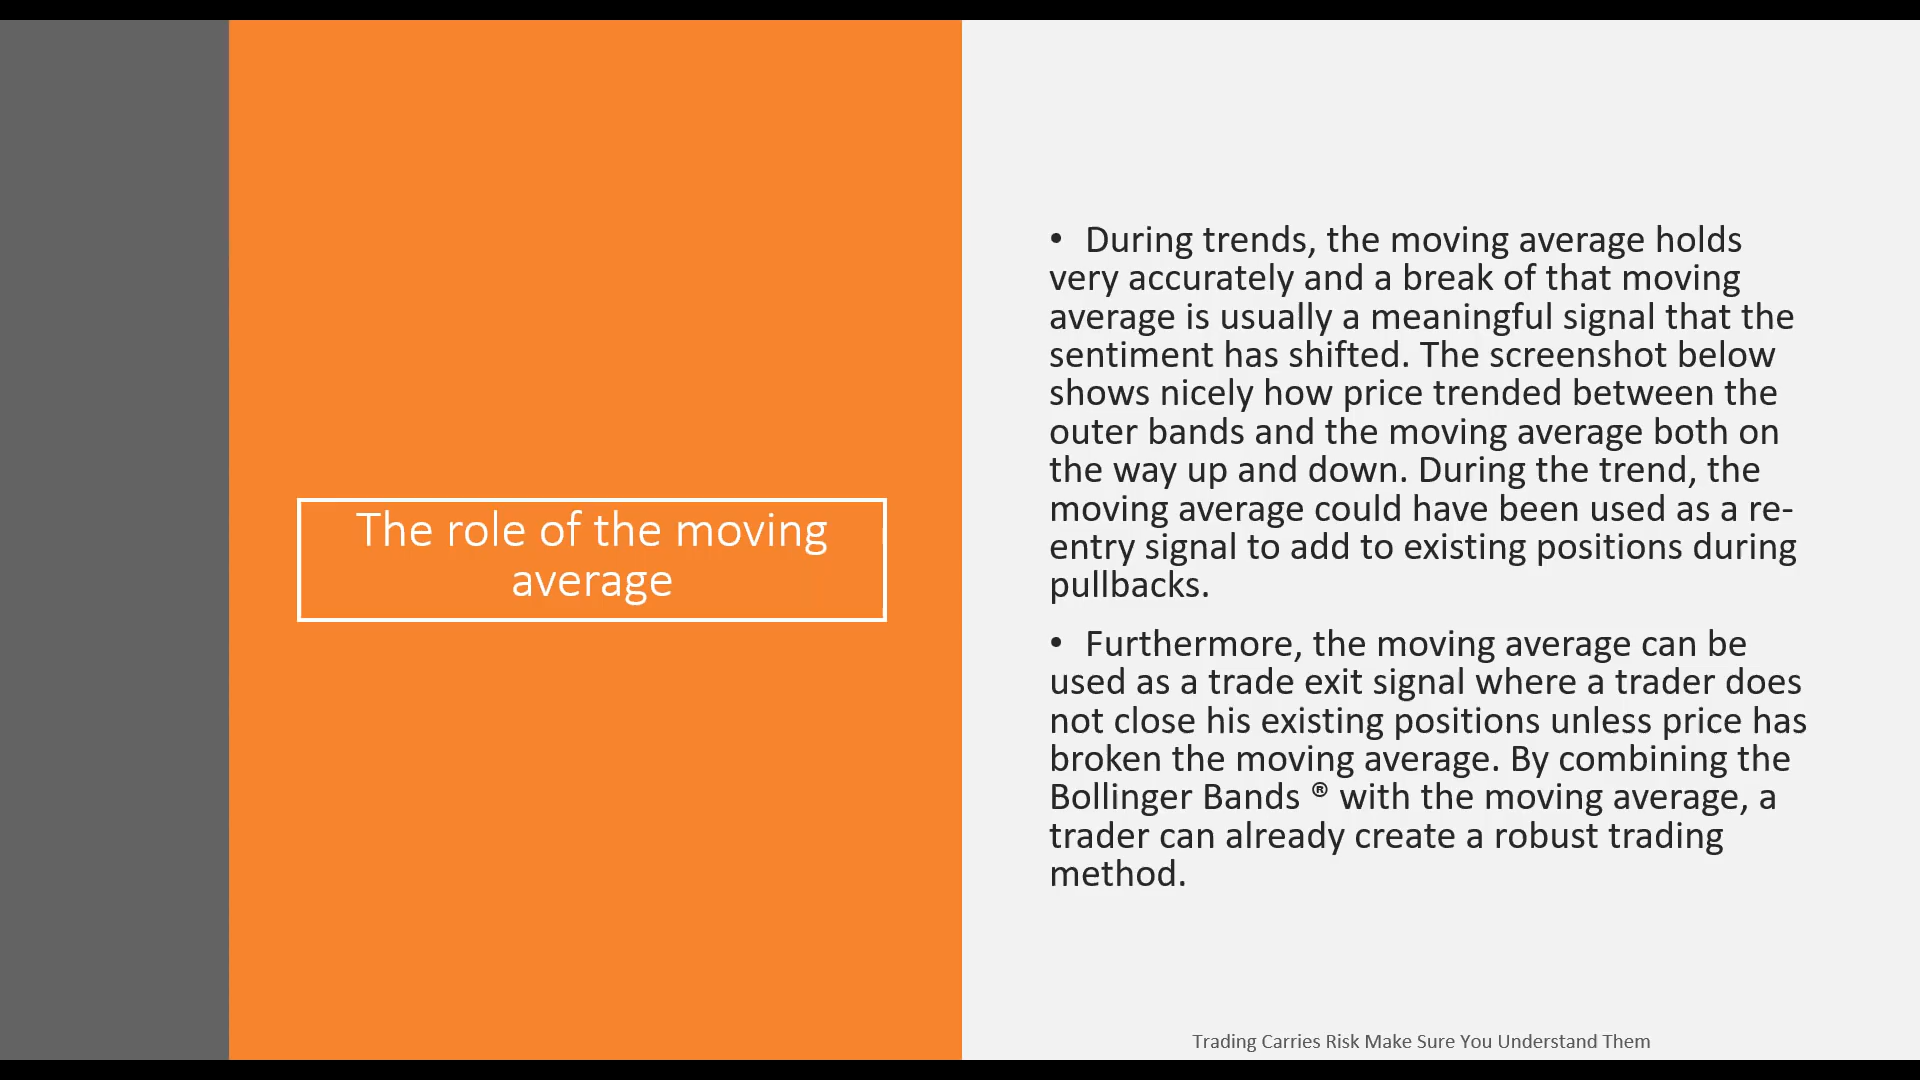 The role of the moving
average
• During trends, the moving average holds
very accurately and a break of that moving
average is usually a meaningful signal that the
sentiment has shifted. The screenshot below
shows nicely how price trended between the
outer bands and the moving average both on
the way up and down. During the trend, the
moving average could have been used as a re-
entry signal to add to existing positions during
pullbacks.
• Furthermore, the moving average can be
used as a trade exit signal where a trader does
not close his existing positions unless price has
broken the moving average. By combining the
Bollinger Bands ® with the moving average, a
trader can already create a robust trading
method.
Trading Carries Risk Make Sure You Understand Them